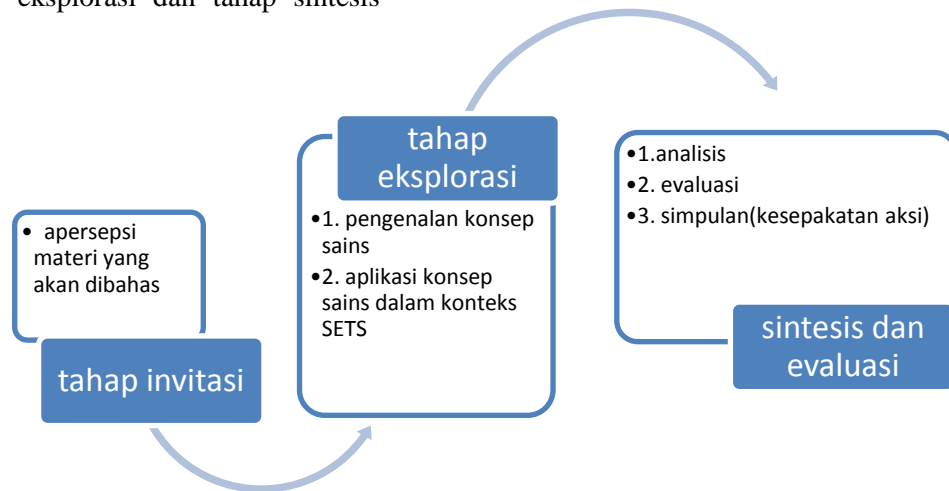 eksplorasi dan tahap sintesis
• apersepsi
materi yang
akan dibahas
tahap invitasi
tahap
eksplorasi
•1. pengenalan konsep
sains
•2. aplikasi konsep
sains dalam konteks
SETS
•1.analisis
•2. evaluasi
•3. simpulan(kesepakatan aksi)
sintesis dan
evaluasi